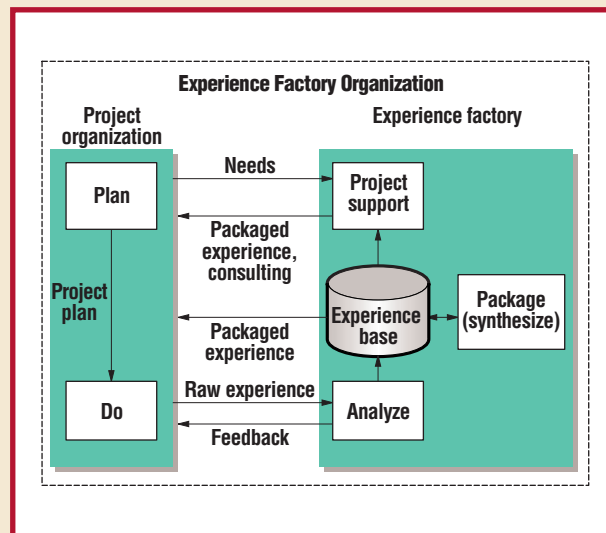 Experience Factory Organization
Project
organization
Experience factory
Plan
Needs
Project
support
Packaged
experience,
consulting
Project
plan
Packaged
experience
Experience
base
Package
(synthesize)
Do
Raw experience
Analyze
Feedback